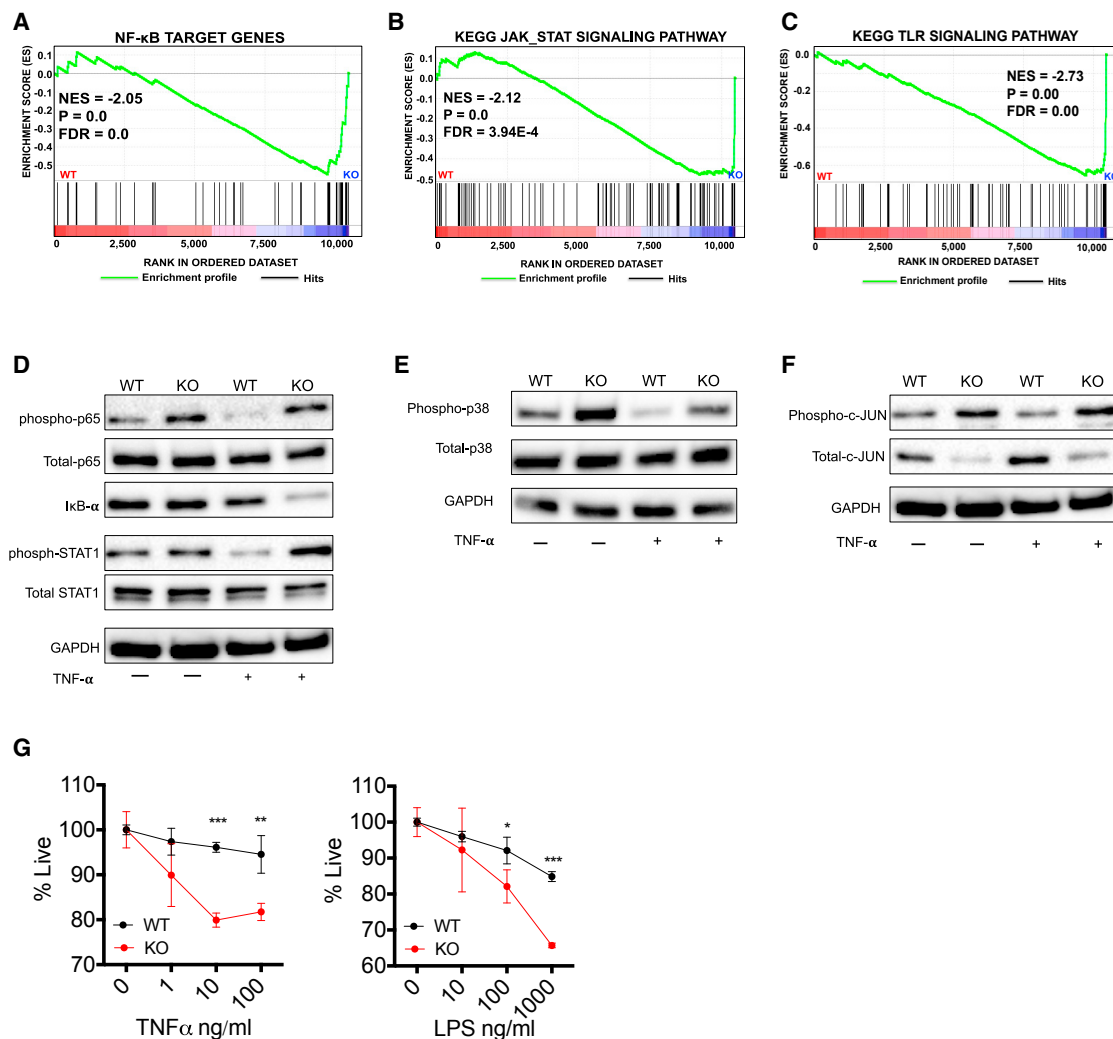 A
NF-κB TARGET GENES
ENRICHMENT SCORE (ES)
0.1
0.0
-0.1
-0.2
-0.3
-0.4
-0.5
NES = -2.05
P = 0.0
FDR = 0.0
WT
KO
0
2,500
5,000
7,500
10,000
RANK IN ORDERED DATASET
Enrichment profile
Hits
B
KEGG JAK_STAT SIGNALING PATHWAY
ENRICHMENT SCORE (ES)
0.1
0.0
-0.1
-0.2
-0.3
-0.4
-0.5
NES = -2.12
P = 0.0
FDR = 3.94E-4
WT
KO
0
2,500
5,000
7,500
10,000
RANK IN ORDERED DATASET
Enrichment profile
Hits
C
KEGG TLR SIGNALING PATHWAY
ENRICHMENT SCORE (ES)
0.0
-0.2
-0.4
-0.6
NES = -2.73
P = 0.00
FDR = 0.00
WT
KO
0
2,500
5,000
7,500
10,000
RANK IN ORDERED DATASET
Enrichment profile
Hits
D
WT KO WT KO
phospho-p65
Total-p65
IκB-α
phosph-STAT1
Total STAT1
GAPDH
TNF-α — — + +
E
WT KO WT KO
Phospho-p38
Total-p38
GAPDH
TNF-α — — + +
F
WT KO WT KO
Phospho-c-JUN
Total-c-JUN
GAPDH
TNF-α — — + +
G
% Live
110
100
90
80
70
*** **
WT
KO
0 1 10 100
TNFα ng/ml
% Live
110
100
90
80
70
60
* ***
WT
KO
0 10 100 1000
LPS ng/ml